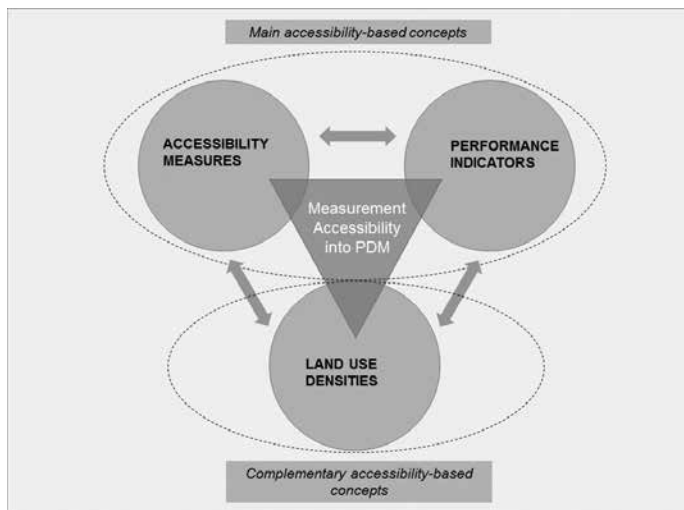 Main accessibility-based concepts
ACCESSIBILITY
MEASURES
PERFORMANCE
INDICATORS
Measurement
Accessibility
into PDM
LAND USE
DENSITIES
Complementary accessibility-based
concepts